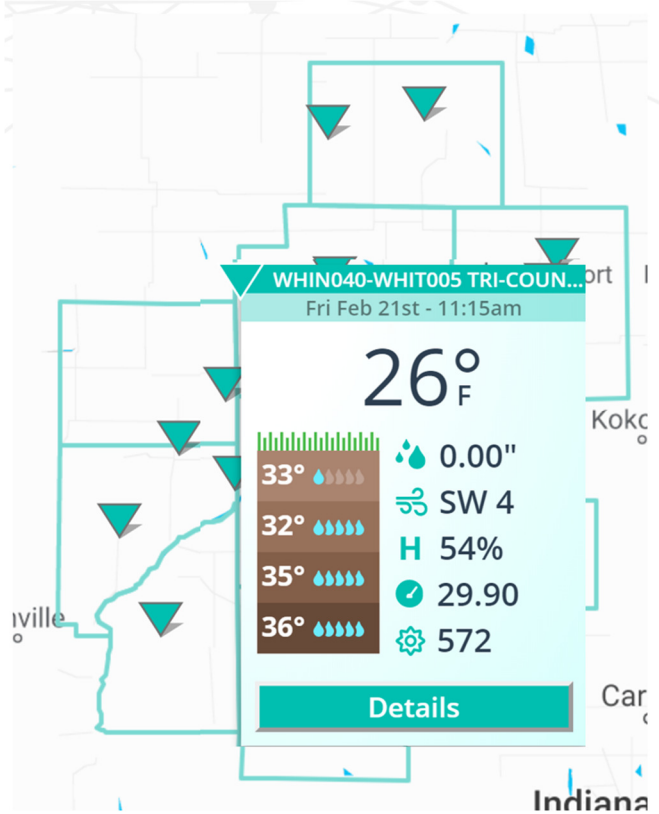 WHIN040-WHIT005 TRI-COUN...
ort
Fri Feb 21st - 11:15am
26°F
Koko
33°
0.00"
32°
SW 4
35°
H 54%
36°
29.90
572
nville
Details
Car
Indiana